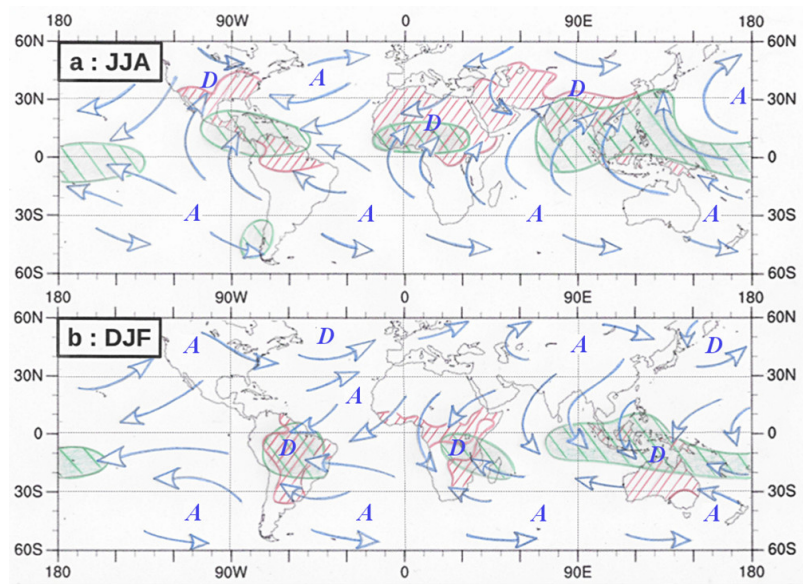 180 90W 0 90E 180
60N a : JJA 60N
D A D
30N A 30N
D
0 0
30S A A A A 30S
60S 60S
180 90W 0 90E 180
60N b : DJF A D A D 60N
30N A 30N
0 D D D 0
30S 30S
A A A A
60S 60S
180 90W 0 90E 180